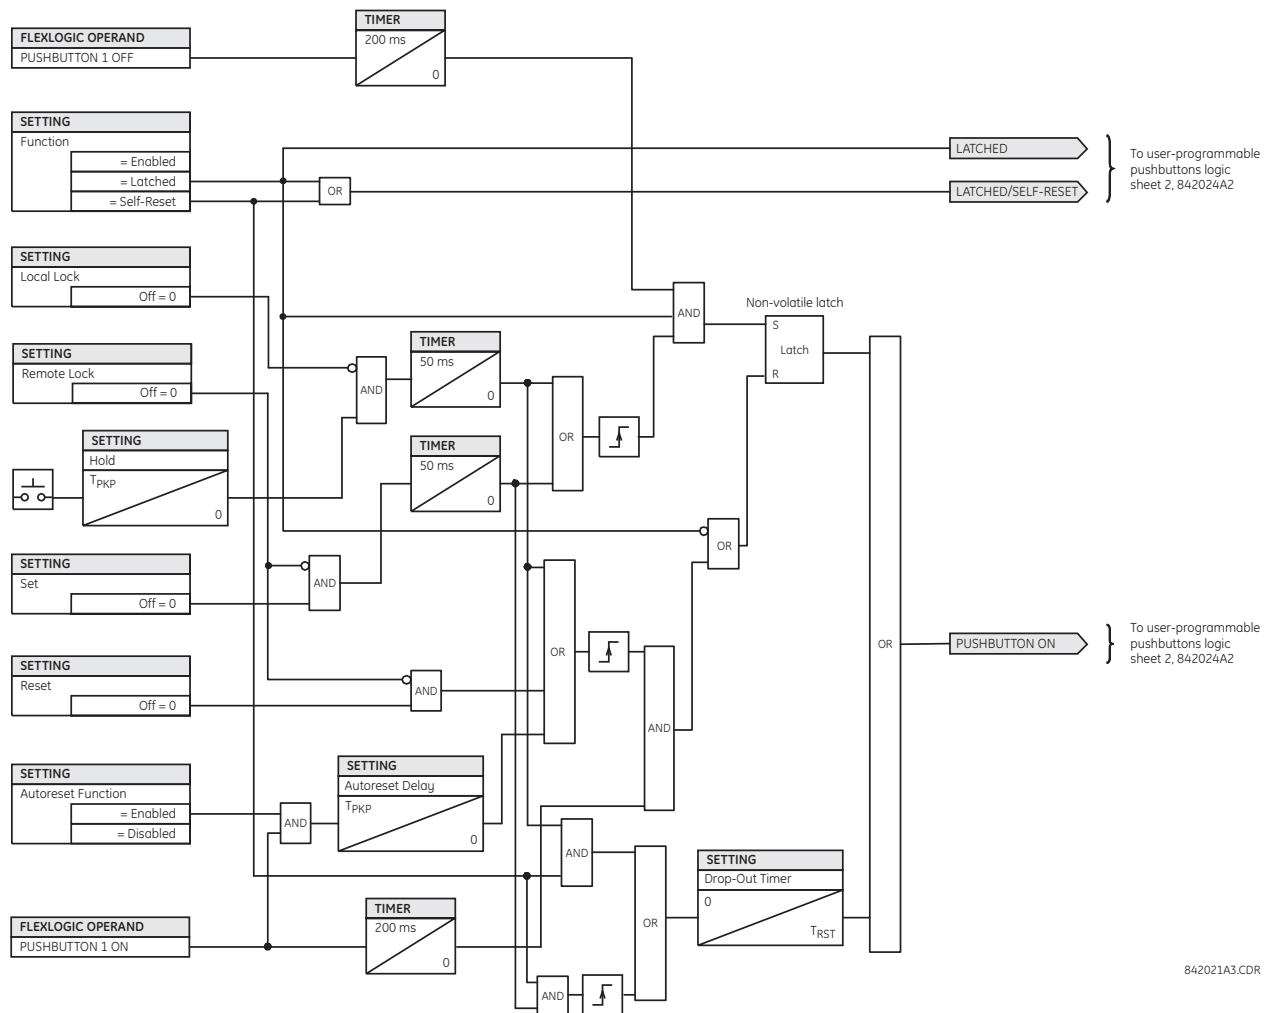 FLEXLOGIC OPERAND
PUSHBUTTON 1 OFF
TIMER
200 ms
0
SETTING
Function
= Enabled
= Latched
= Self-Reset
OR
LATCHED
LATCHED/SELF-RESET
To user-programmable
pushbuttons logic
sheet 2, 842024A2
SETTING
Local Lock
Off = 0
SETTING
Remote Lock
Off = 0
AND
TIMER
50 ms
0
AND
Non-volatile latch
S
Latch
R
SETTING
Hold
TPKP
0
TIMER
50 ms
0
OR
OR
SETTING
Set
Off = 0
AND
SETTING
Reset
Off = 0
AND
OR
AND
OR
PUSHBUTTON ON
To user-programmable
pushbuttons logic
sheet 2, 842024A2
SETTING
Autoreset Function
= Enabled
= Disabled
AND
SETTING
Autoreset Delay
TPKP
0
AND
SETTING
Drop-Out Timer
0
TRST
OR
FLEXLOGIC OPERAND
PUSHBUTTON 1 ON
TIMER
200 ms
0
AND
842021A3.CDR